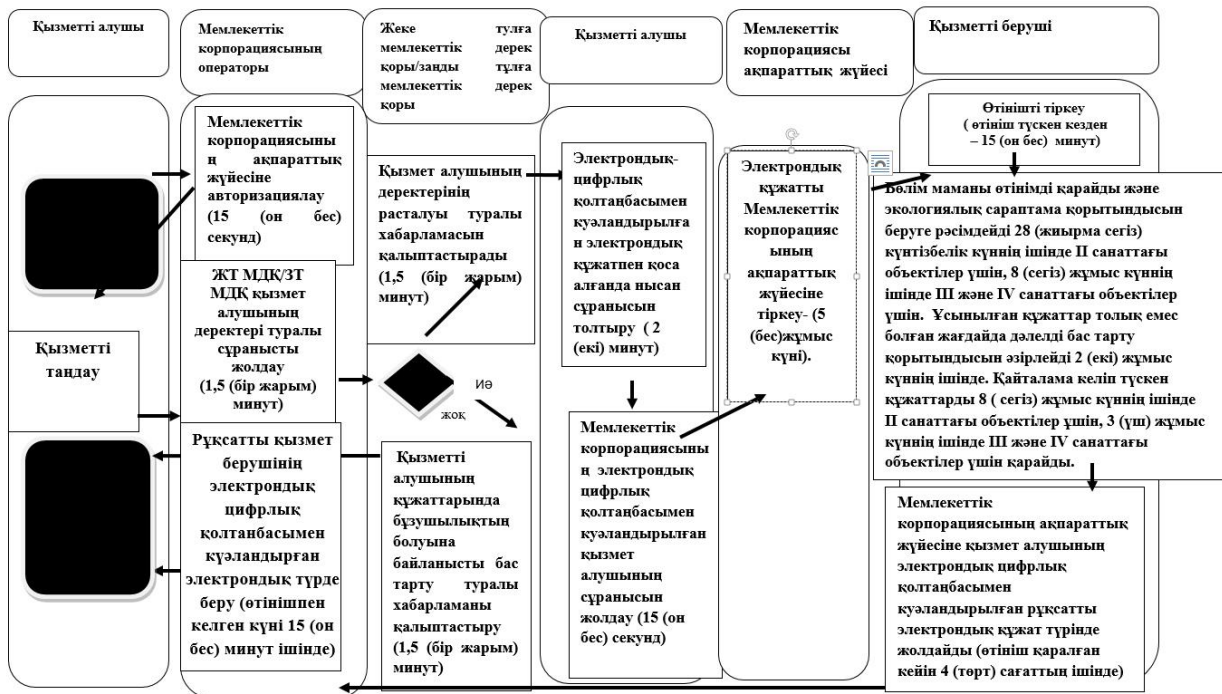 Қызметті алушы
Мемлекеттік
корпорациясының
операторы
Жеке тулға
мемлекеттік дерек
қоры/заңды тұлға
мемлекеттік дерек
қоры
Қызметті алушы
Мемлекеттік
корпорациясы
ақпараттық жүйесі
Қызметті беруші
Қызметті
таңдау
Мемлекеттік
корпорациясыны
ң ақпараттық
жүйесіне
авторизациялау
(15 (он бес)
секунд)
ЖТ МДҚ/ЗТ
МДҚ қызмет
алушының
деректері туралы
сұранысты
жолдау
(1,5 (бір жарым)
минут)
Рұқсатты қызмет
берушінің
электрондық
цифрлық
қолтанбасымен
күәландырған
электрондық түрде
беру (өтінішпен
келген күні 15 (он
бес) минут ішінде)
Қызмет алушының
деректерінің
расталуы туралы
хабарламасын
қалыптастырады
(1,5 (бір жарым)
минут)
Иә
жоқ
Қызметті
алушының
құжаттарында
бұзушылықтың
болуына
байланысты бас
тарту туралы
хабарламаны
қалыптастыру
(1,5 (бір жарым)
минут)
Электрондық-
цифрлық
қолтаңбасымен
куәландырылға
н электрондық
құжатпен қоса
алғанда нысан
сұранысын
толтыру ( 2
(екі) минут)
Мемлекеттік
корпорациясыны
ң электрондық
цифрлық
қолтаңбасымен
куәландырылған
қызмет
алушының
сұранысын
жолдау (15 (он
бес) секунд)
Электрондық
құжатты
Мемлекеттік
корпорацияс
ының
ақпараттық
жүйесіне
тіркеу- (5
(бес)жұмыс
күні).
Өтінішті тіркеу
( өтініш түскен кезден
– 15 (он бес) минут)
Бөлім маманы өтінімді қарайды және
экологиялық сараптама қорытындысын
беруге рәсімдейді 28 (жиырма сегіз)
күнтізбелік күннің ішінде II санаттағы
объектілер үшін, 8 (сегіз) жұмыс күннің
ішінде III және IV санаттағы объектілер
үшін. Ұсынылған құжаттар толық емес
болған жағдайда дәлелді бас тарту
қорытындысын әзірлейді 2 (екі) жұмыс
күннің ішінде. Қайталама келіп түскен
құжаттарды 8 ( сегіз) жұмыс күннің ішінде
II санаттағы объектілер үшін, 3 (үш) жұмыс
күннің ішінде III және IV санаттағы
объектілер үшін қарайды.
Мемлекеттік
корпорациясының ақпараттық
жүйесіне қызмет алушының
электрондық цифрлық
қолтаңбасымен
куәландырылған рұқсатты
электрондық құжат түрінде
жолдайды (өтініш қаралған
кейін 4 (төрт) сағаттың ішінде)